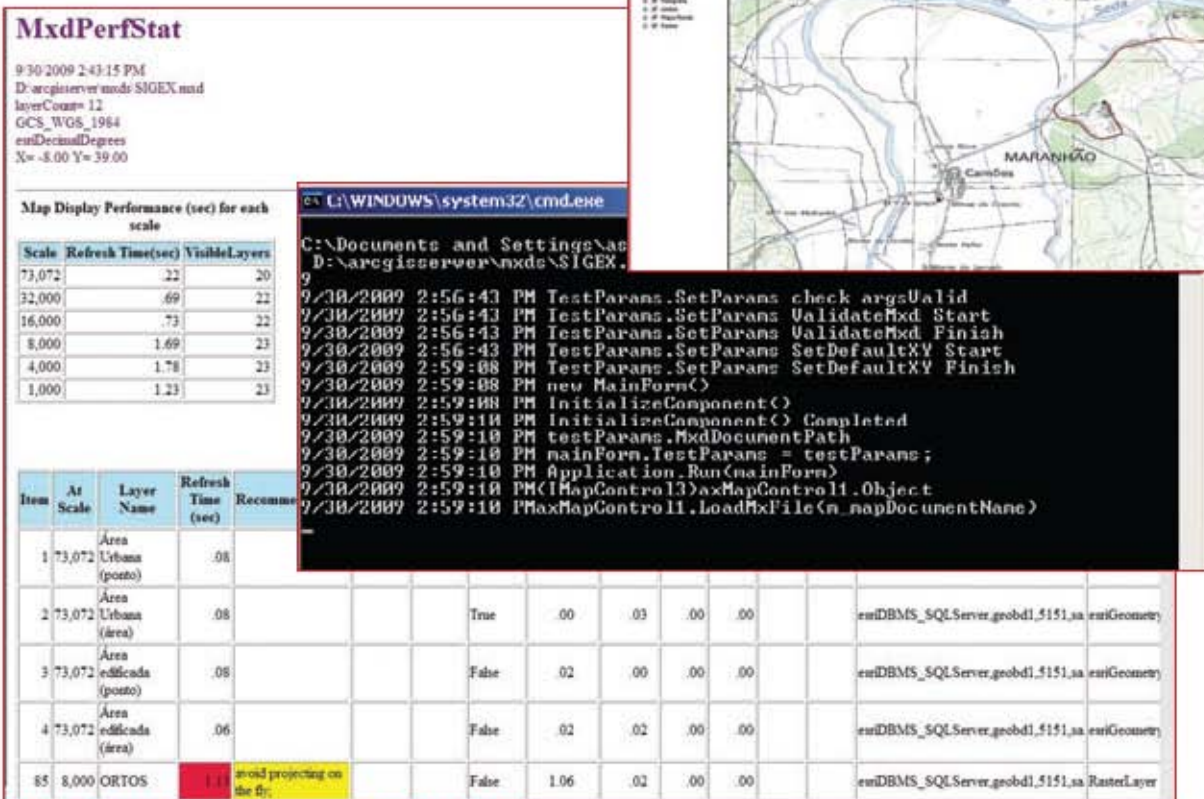 MxdPerfStat
9/30/2009 2:43:15 PM
D:\arcgisserver\mxds\SIGEX.mxd
layerCount= 12
GCS_WGS_1984
esriDecimalDegrees
X= -8.00 Y= 39.00
Map Display Performance (sec) for each
scale
Scale Refresh Time(sec) VisibleLayers
73,072 .22 20
32,000 .69 22
16,000 .73 22
8,000 1.69 23
4,000 1.78 23
1,000 1.23 23
Seda
MARANHÃO
Camões
C:\WINDOWS\system32\cmd.exe
C:\Documents and Settings\as
D:\arcgisserver\mxds\SIGEX.
9
9/30/2009 2:56:43 PM TestParams.SetParams check argsValid
9/30/2009 2:56:43 PM TestParams.SetParams ValidateMxd Start
9/30/2009 2:56:43 PM TestParams.SetParams ValidateMxd Finish
9/30/2009 2:56:43 PM TestParams.SetParams SetDefaultXY Start
9/30/2009 2:59:08 PM TestParams.SetParams SetDefaultXY Finish
9/30/2009 2:59:08 PM new MainForm()
9/30/2009 2:59:08 PM InitializeComponent()
9/30/2009 2:59:10 PM InitializeComponent() Completed
9/30/2009 2:59:10 PM testParams.MxdDocumentPath
9/30/2009 2:59:10 PM mainForm.TestParams = testParams;
9/30/2009 2:59:10 PM Application.Run(mainForm)
9/30/2009 2:59:10 PM(IMapControl3)axMapControl1.Object
9/30/2009 2:59:10 PMaxMapControl1.LoadMxFile(m_mapDocumentName)
Item At Scale Layer Name Refresh Time (sec) Recomme
1 73,072 Área Urbana (ponto) .08
2 73,072 Área Urbana (área) .08 True .00 .03 .00 .00 esriDBMS_SQLServer,geobd1,5151,sa esriGeometry
3 73,072 Área edificada (ponto) .08 False .02 .00 .00 .00 esriDBMS_SQLServer,geobd1,5151,sa esriGeometry
4 73,072 Área edificada (área) .06 False .02 .02 .00 .00 esriDBMS_SQLServer,geobd1,5151,sa esriGeometry
85 8,000 ORTOS 1.13 avoid projecting on the fly; False 1.06 .02 .00 .00 esriDBMS_SQLServer,geobd1,5151,sa RasterLayer